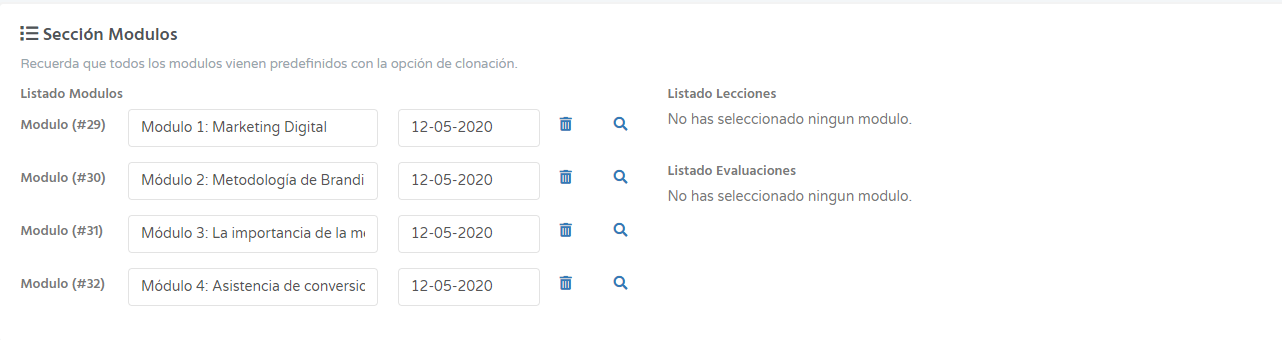 Sección Modulos
Recuerda que todos los modulos vienen predefinidos con la opción de clonación.
Listado Modulos
Modulo (#29) Modulo 1: Marketing Digital 12-05-2020
Modulo (#30) Módulo 2: Metodología de Brandi 12-05-2020
Modulo (#31) Módulo 3: La importancia de la m 12-05-2020
Modulo (#32) Módulo 4: Asistencia de conversic 12-05-2020
Listado Lecciones
No has seleccionado ningun modulo.
Listado Evaluaciones
No has seleccionado ningun modulo.